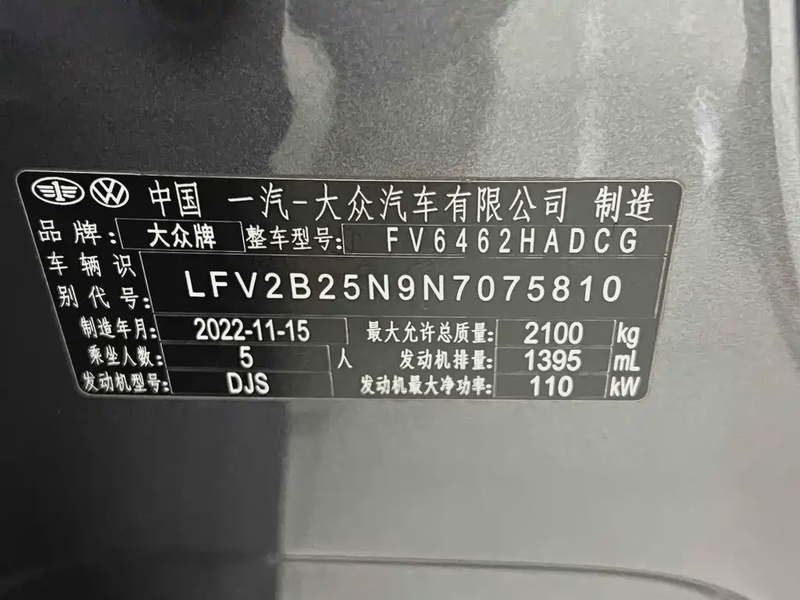 中国 一汽-大众汽车有限公司 制造
品牌: 大众牌 整车型号: FV6462HADCG
车辆识别代号: LFV2B25N9N7075810
制造年月: 2022-11-15 最大允许总质量: 2100 kg
乘坐人数: 5 人 发动机排量: 1395 mL
发动机型号: DJS 发动机最大净功率: 110 kW